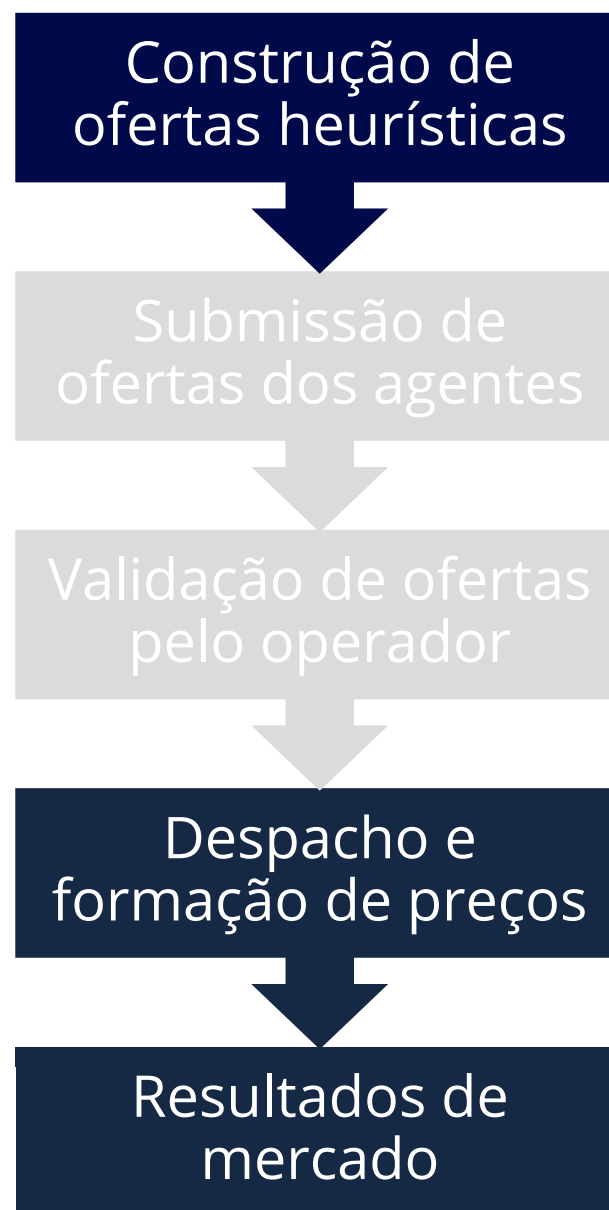 Construção de
ofertas heurísticas
Submissão de
ofertas dos agentes
Validação de ofertas
pelo operador
Despacho e
formação de preços
Resultados de
mercado